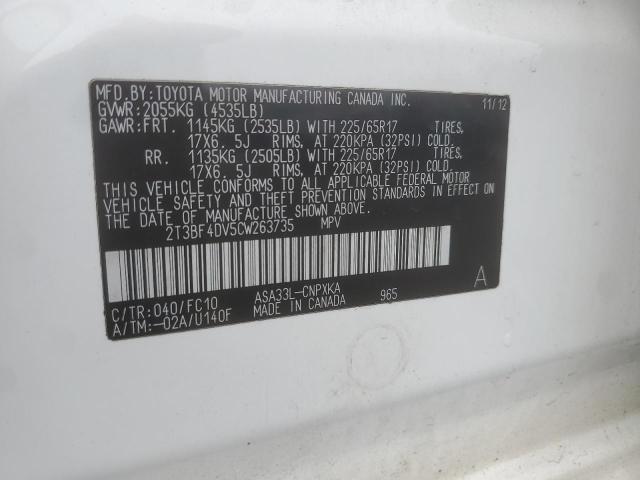 MFD. BY: TOYOTA MOTOR MANUFACTURING CANADA INC. 11/12
GVWR: 2055KG (4535LB)
GAWR: FRT. 1145KG (2535LB) WITH 225/65R17 TIRES,
17X6. 5J RIMS, AT 220KPA (32PSI) COLD.
RR. 1135KG (2505LB) WITH 225/65R17 TIRES,
17X6. 5J RIMS, AT 220KPA (32PSI) COLD.
THIS VEHICLE CONFORMS TO ALL APPLICABLE FEDERAL MOTOR
VEHICLE SAFETY AND THEFT PREVENTION STANDARDS IN EFFECT ON
THE DATE OF MANUFACTURE SHOWN ABOVE.
2T3BF4DV5CW263735 MPV
A
C/TR: 040/FC10 ASA33L-CNPXKA 965
A/TM:-02A/U140F MADE IN CANADA